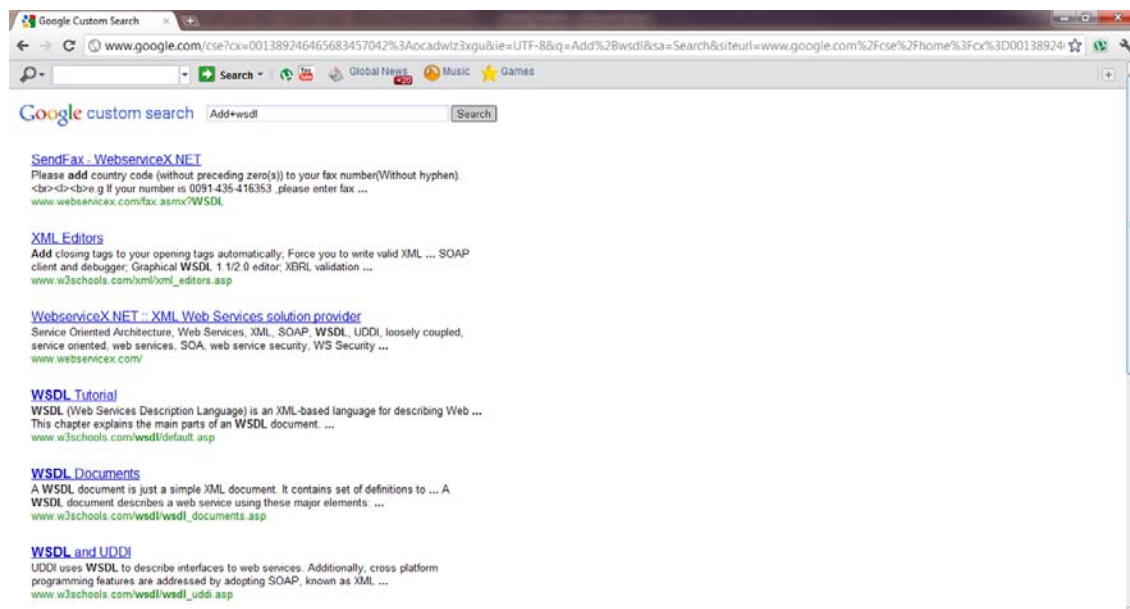 Google Custom Search
www.google.com/cse?cx=001389246465683457042%3Aocadwlz3xgu&ie=UTF-8&q=Add%2Bwsdl&sa=Search&siteurl=www.google.com%2Fcse%2Fhome%3Fcx%3D00138924
Search Global News +20 Music Games
Google custom search Add+wsdl Search
SendFax - WebserviceX.NET
Please add country code (without preceding zero(s)) to your fax number(Without hyphen).
<br><I><b>e.g If your number is 0091-435-416353 ,please enter fax ...
www.webservicex.com/fax.asmx?WSDL
XML Editors
Add closing tags to your opening tags automatically; Force you to write valid XML ... SOAP
client and debugger; Graphical WSDL 1.1/2.0 editor; XBRL validation ...
www.w3schools.com/xml/xml_editors.asp
WebserviceX.NET :: XML Web Services solution provider
Service Oriented Architecture, Web Services, XML, SOAP, WSDL, UDDI, loosely coupled,
service oriented, web services, SOA, web service security, WS Security ...
www.webservicex.com/
WSDL Tutorial
WSDL (Web Services Description Language) is an XML-based language for describing Web ...
This chapter explains the main parts of an WSDL document. ...
www.w3schools.com/wsdl/default.asp
WSDL Documents
A WSDL document is just a simple XML document. It contains set of definitions to ... A
WSDL document describes a web service using these major elements: ...
www.w3schools.com/wsdl/wsdl_documents.asp
WSDL and UDDI
UDDI uses WSDL to describe interfaces to web services. Additionally, cross platform
programming features are addressed by adopting SOAP, known as XML ...
www.w3schools.com/wsdl/wsdl_uddi.asp